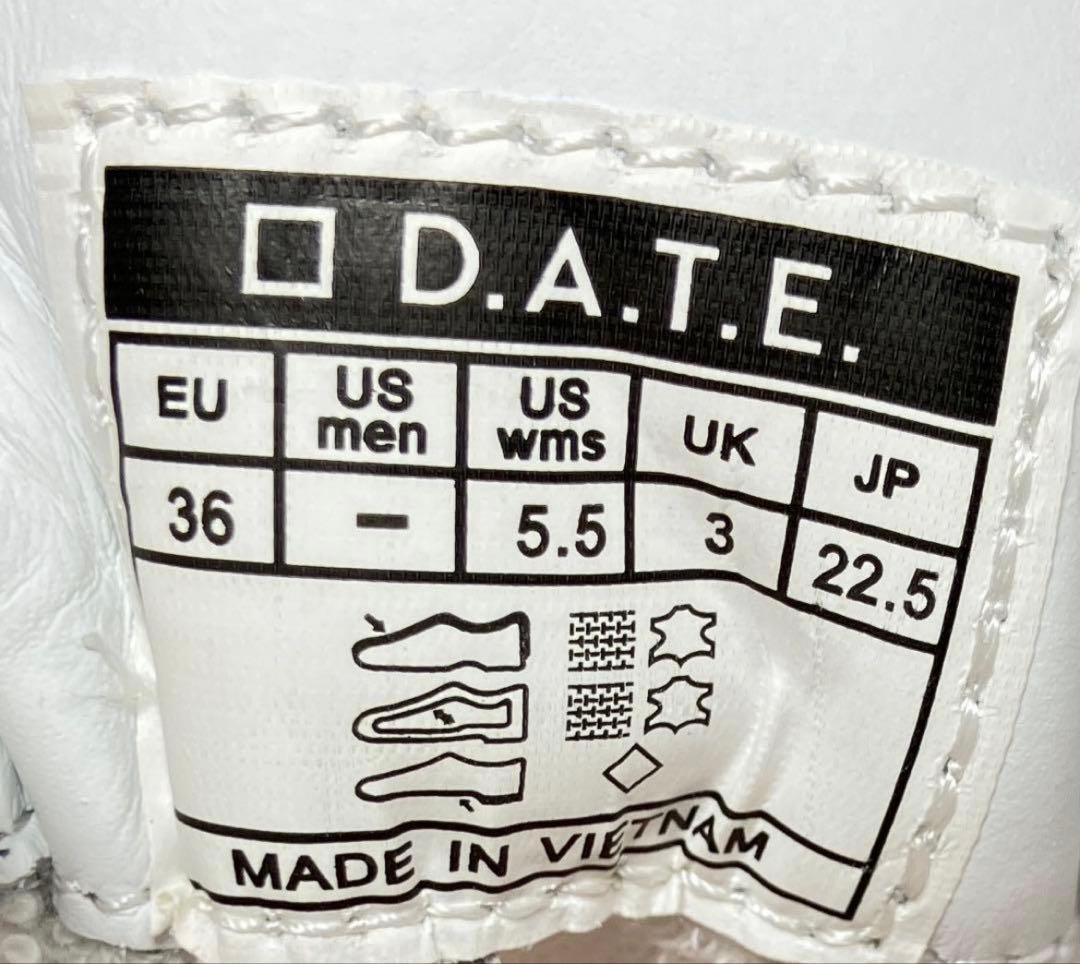 D.A.T.E.
EU US men US wms UK JP
36 - 5.5 3 22.5
MADE IN VIETNAM